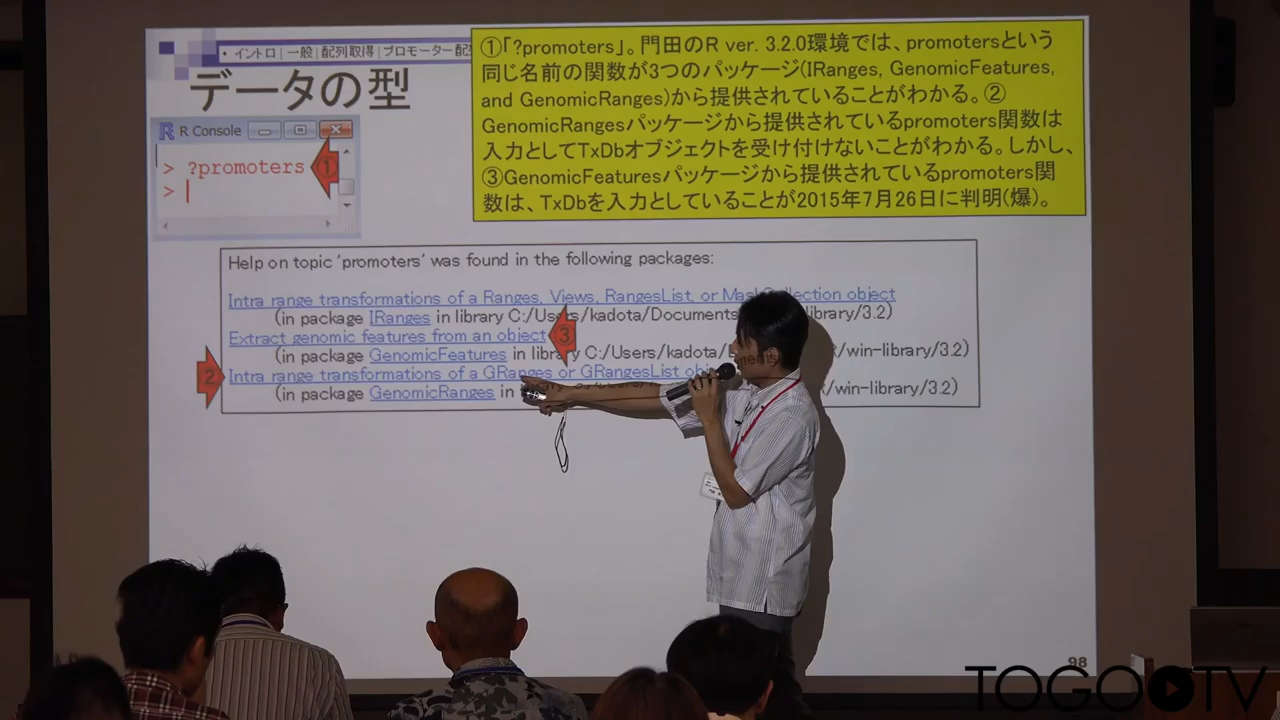 • イントロ | 一般 | 配列取得 | プロモーター配
データの型
①「?promoters」。門田のR ver. 3.2.0環境では、promotersという
同じ名前の関数が3つのパッケージ(IRanges, GenomicFeatures,
and GenomicRanges)から提供されていることがわかる。②
GenomicRangesパッケージから提供されているpromoters関数は
入力としてTxDbオブジェクトを受け付けないことがわかる。しかし、
③GenomicFeaturesパッケージから提供されているpromoters関
数は、TxDbを入力としていることが2015年7月26日に判明(爆)。
R Console
> ?promoters ①
>
Help on topic 'promoters' was found in the following packages:
Intra range transformations of a Ranges, Views, RangesList, or MaskCollection object
(in package IRanges in library C:/Users/kadota/Documents library/3.2)
Extract genomic features from an object ③
(in package GenomicFeatures in library C:/Users/kadota/ /win-library/3.2)
② Intra range transformations of a GRanges or GRangesList
(in package GenomicRanges in /win-library/3.2)
98
TOGO TV